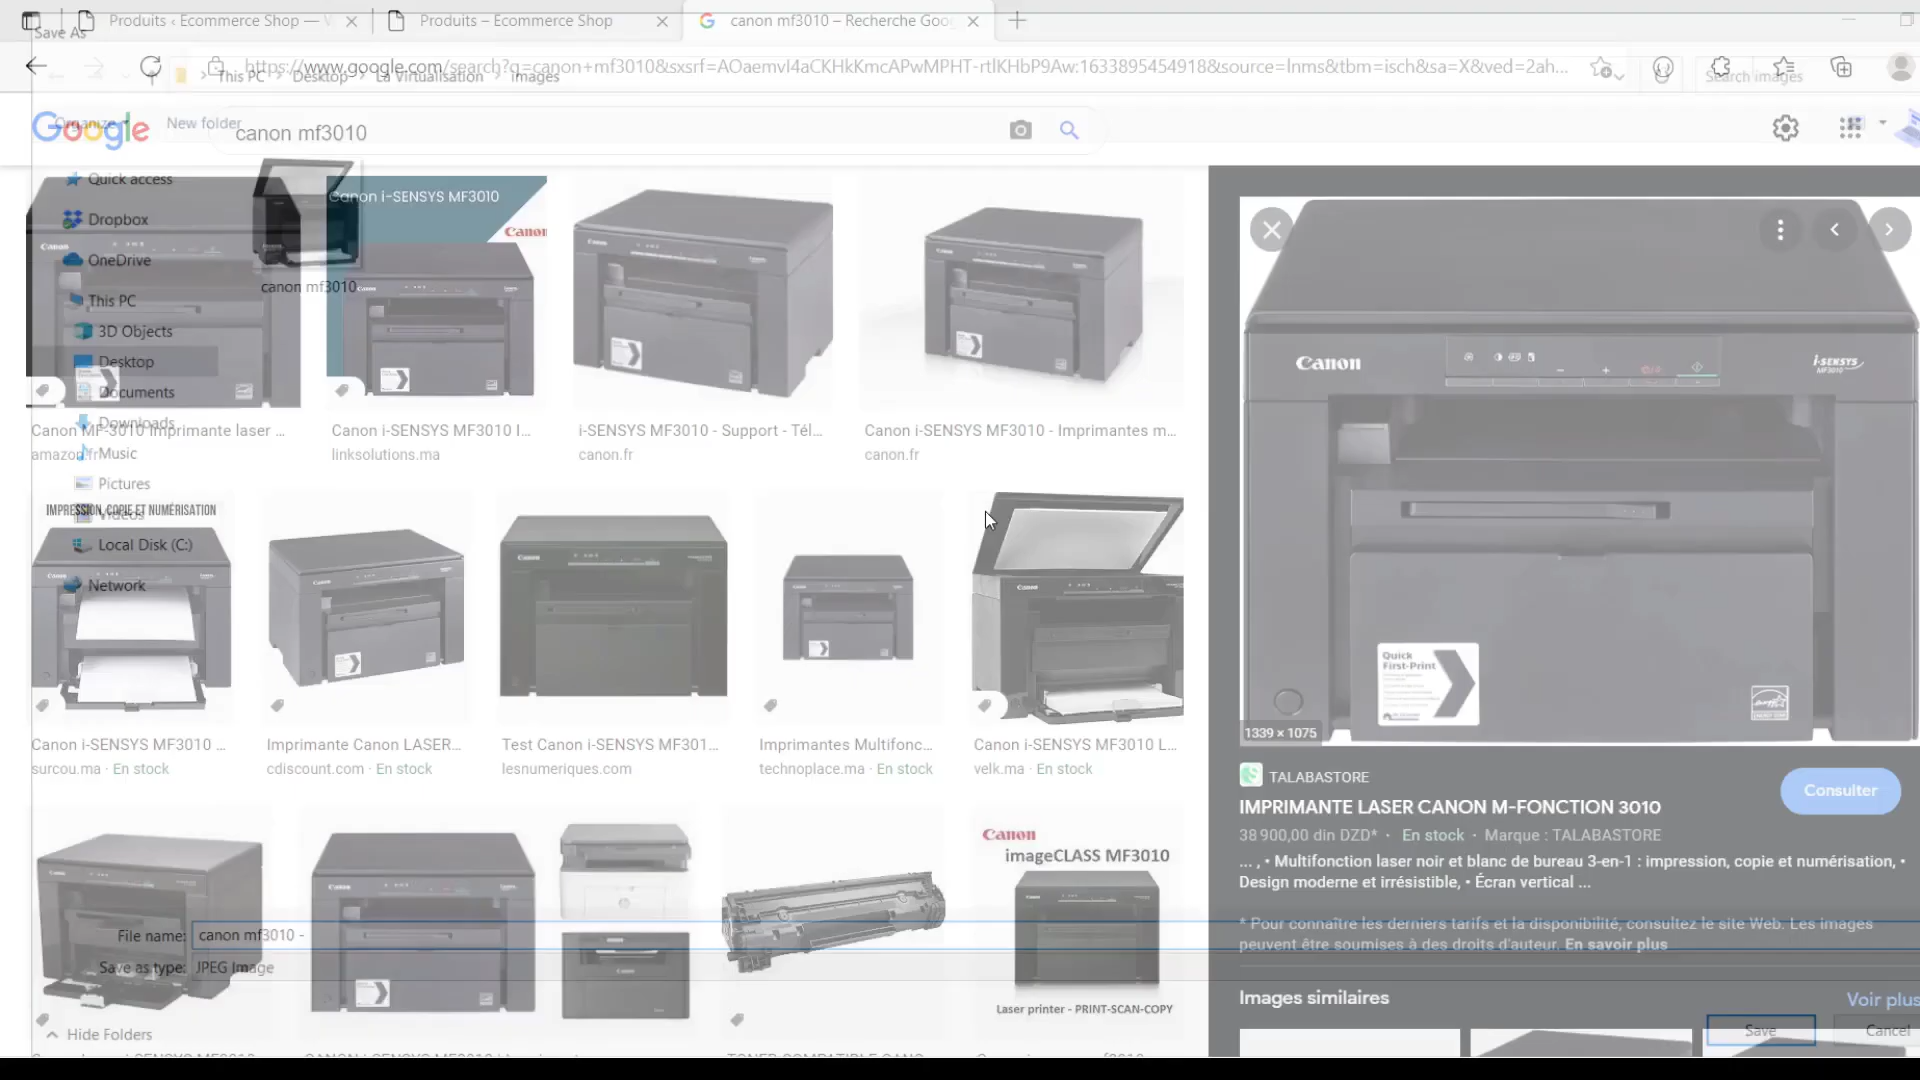 Produits ‹ Ecommerce Shop —
Produits – Ecommerce Shop
canon mf3010 – Recherche Goo
Save As
https://www.google.com/search?q=canon+mf3010&sxsrf=AOaemvI4aCKHkKmcAPwMPHT-rtlKHbP9Aw:1633895454918&source=lnms&tbm=isch&sa=X&ved=2ah...
This PC > Desktop > La Virtualisation > images
Search images
Organize
New folder
Google
canon mf3010
Quick access
Dropbox
OneDrive
This PC
3D Objects
Desktop
Documents
Downloads
Music
Pictures
Videos
Local Disk (C:)
Network
canon mf3010
Canon i-SENSYS MF3010
Canon
Canon MF-3010 Imprimante laser ...
amazon.fr
Canon i-SENSYS MF3010 I...
linksolutions.ma
i-SENSYS MF3010 - Support - Tél...
canon.fr
Canon i-SENSYS MF3010 - Imprimantes m...
canon.fr
IMPRESSION, COPIE ET NUMÉRISATION
Canon i-SENSYS MF3010 ...
surcou.ma · En stock
Imprimante Canon LASER...
cdiscount.com · En stock
Test Canon i-SENSYS MF301...
lesnumeriques.com
Imprimantes Multifonc...
technoplace.ma · En stock
Canon i-SENSYS MF3010 L...
velk.ma · En stock
Canon
imageCLASS MF3010
Laser printer - PRINT-SCAN-COPY
File name: canon mf3010 -
Save as type: JPEG Image
Hide Folders
Canon
i-SENSYS
MF3010
Quick
First-Print
1339 × 1075
TALABASTORE
Consulter
IMPRIMANTE LASER CANON M-FONCTION 3010
38 900,00 din DZD* · En stock · Marque : TALABASTORE
... , • Multifonction laser noir et blanc de bureau 3-en-1 : impression, copie et numérisation, •
Design moderne et irrésistible, • Écran vertical ...
* Pour connaître les derniers tarifs et la disponibilité, consultez le site Web. Les images
peuvent être soumises à des droits d'auteur. En savoir plus
Images similaires
Voir plus
Save
Cancel